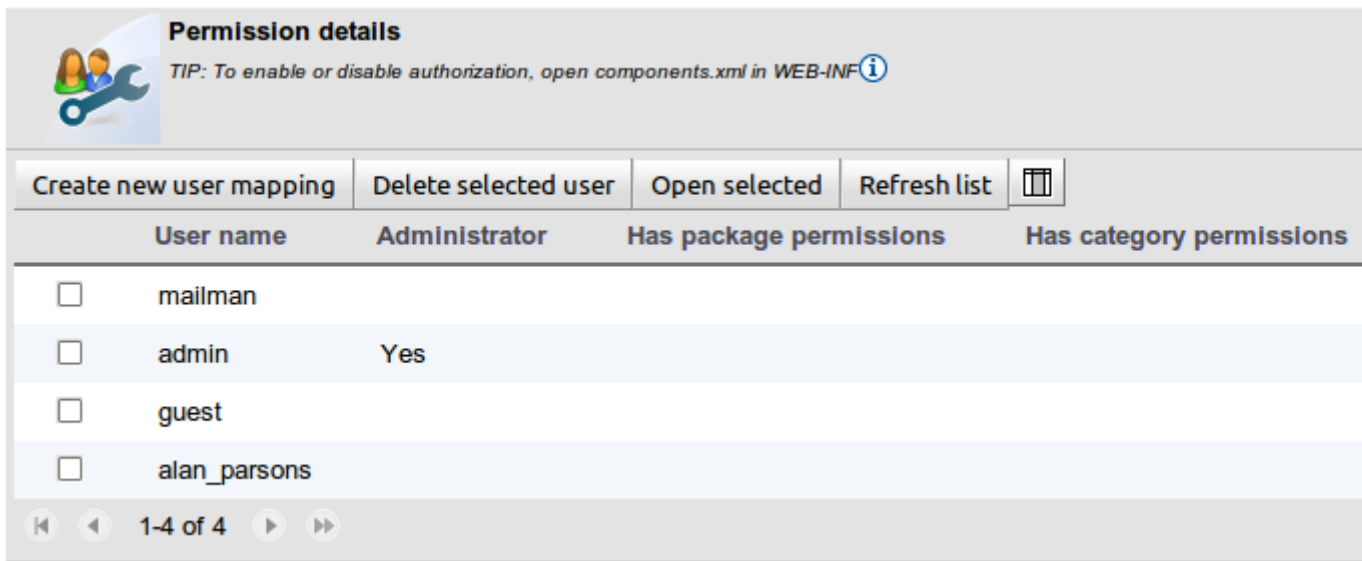 Permission details
TIP: To enable or disable authorization, open components.xml in WEB-INF
Create new user mapping Delete selected user Open selected Refresh list
User name Administrator Has package permissions Has category permissions
mailman
admin Yes
guest
alan_parsons
1-4 of 4